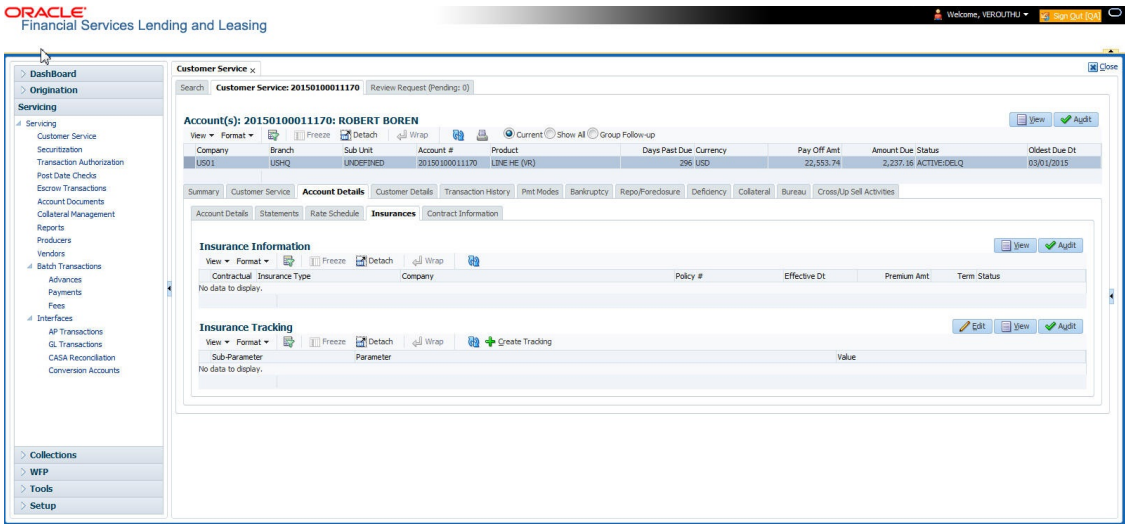 ORACLE
Financial Services Lending and Leasing
Welcome, VEROUTHU
Sign Out [QA]
DashBoard
Origination
Servicing
Servicing
Customer Service
Securitization
Transaction Authorization
Post Date Checks
Escrow Transactions
Account Documents
Collateral Management
Reports
Producers
Vendors
Batch Transactions
Advances
Payments
Fees
Interfaces
AP Transactions
GL Transactions
CASA Reconciliation
Conversion Accounts
Collections
WFP
Tools
Setup
Customer Service x
Close
Search Customer Service: 20150100011170 Review Request (Pending: 0)
Account(s): 20150100011170: ROBERT BOREN
View Audit
View Format Freeze Detach Wrap Current Show All Group Follow-up
Company Branch Sub Unit Account # Product Days Past Due Currency Pay Off Amt Amount Due Status Oldest Due Dt
US01 USHQ UNDEFINED 20150100011170 LINE HE (VR) 296 USD 22,553.74 2,237.16 ACTIVE:DELQ 03/01/2015
Summary Customer Service Account Details Customer Details Transaction History Pmt Modes Bankruptcy Repo/Foreclosure Deficiency Collateral Bureau Cross/Up Sell Activities
Account Details Statements Rate Schedule Insurances Contract Information
Insurance Information
View Audit
View Format Freeze Detach Wrap
Contractual Insurance Type Company Policy # Effective Dt Premium Amt Term Status
No data to display.
Insurance Tracking
Edit View Audit
View Format Freeze Detach Wrap Create Tracking
Sub-Parameter Parameter Value
No data to display.